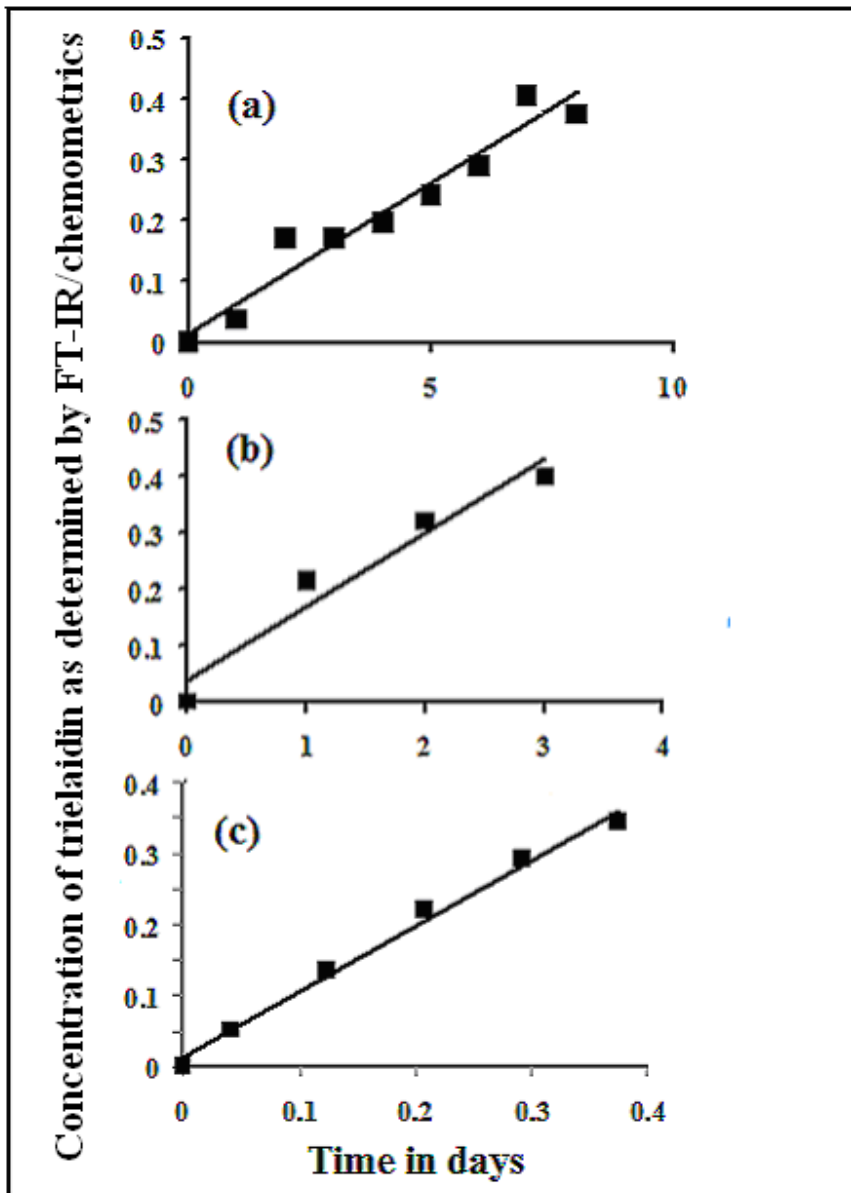 Concentration of trielaidin as determined by FT-IR/chemometrics
(a)
0.5
0.4
0.3
0.2
0.1
0
0 5 10
(b)
0.5
0.4
0.3
0.2
0.1
0
0 1 2 3 4
(c)
0.4
0.3
0.2
0.1
0
0 0.1 0.2 0.3 0.4
Time in days